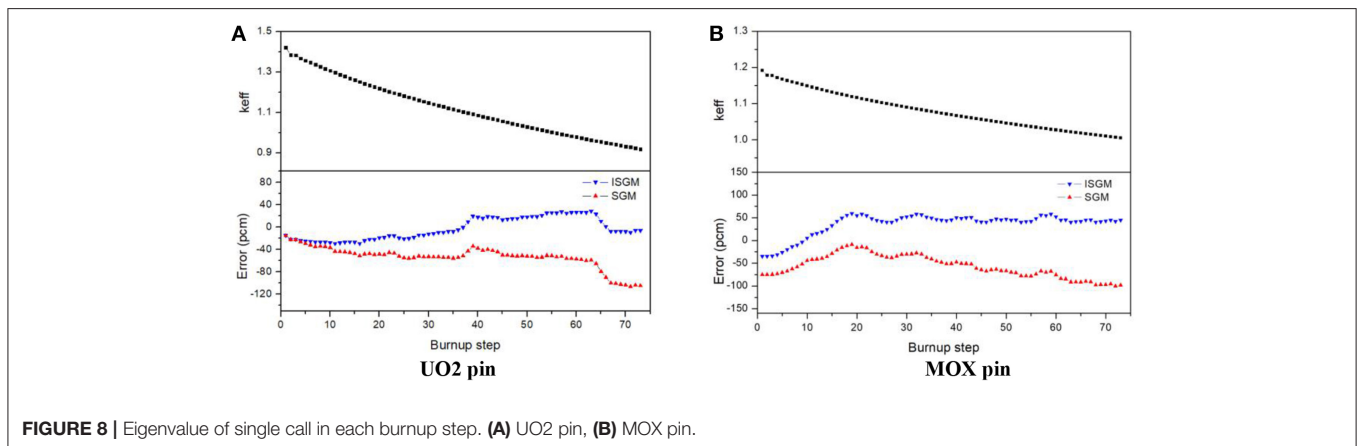 A
1.5
1.3
1.1
0.9
keff
80
40
0
-40
-80
-120
Error (pcm)
ISGM
SGM
0 10 20 30 40 50 60 70
Burnup step
UO2 pin
B
1.3
1.2
1.1
1.0
keff
150
100
50
0
-50
-100
-150
Error (pcm)
ISGM
SGM
0 10 20 30 40 50 60 70
Burnup step
MOX pin
FIGURE 8 | Eigenvalue of single call in each burnup step. (A) UO2 pin, (B) MOX pin.